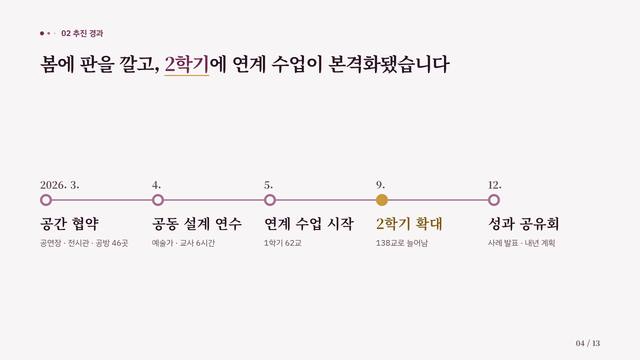 02 추진 경과
봄에 판을 깔고, 2학기에 연계 수업이 본격화됐습니다
2026. 3.
공간 협약
공연장 · 전시관 · 공방 46곳
4.
공동 설계 연수
예술가 · 교사 6시간
5.
연계 수업 시작
1학기 62교
9.
2학기 확대
138교로 늘어남
12.
성과 공유회
사례 발표 · 내년 계획
04 / 13